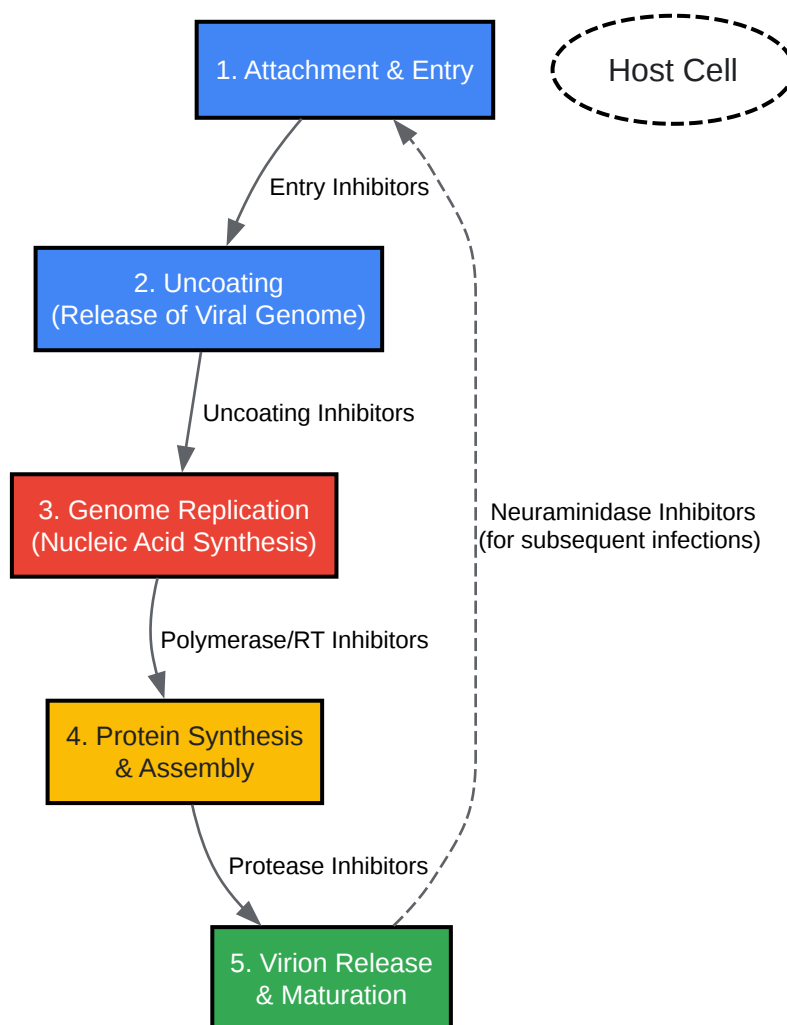 1. Attachment & Entry
Host Cell
Entry Inhibitors
2. Uncoating
(Release of Viral Genome)
Uncoating Inhibitors
3. Genome Replication
(Nucleic Acid Synthesis)
Neuraminidase Inhibitors
(for subsequent infections)
Polymerase/RT Inhibitors
4. Protein Synthesis
& Assembly
Protease Inhibitors
5. Virion Release
& Maturation